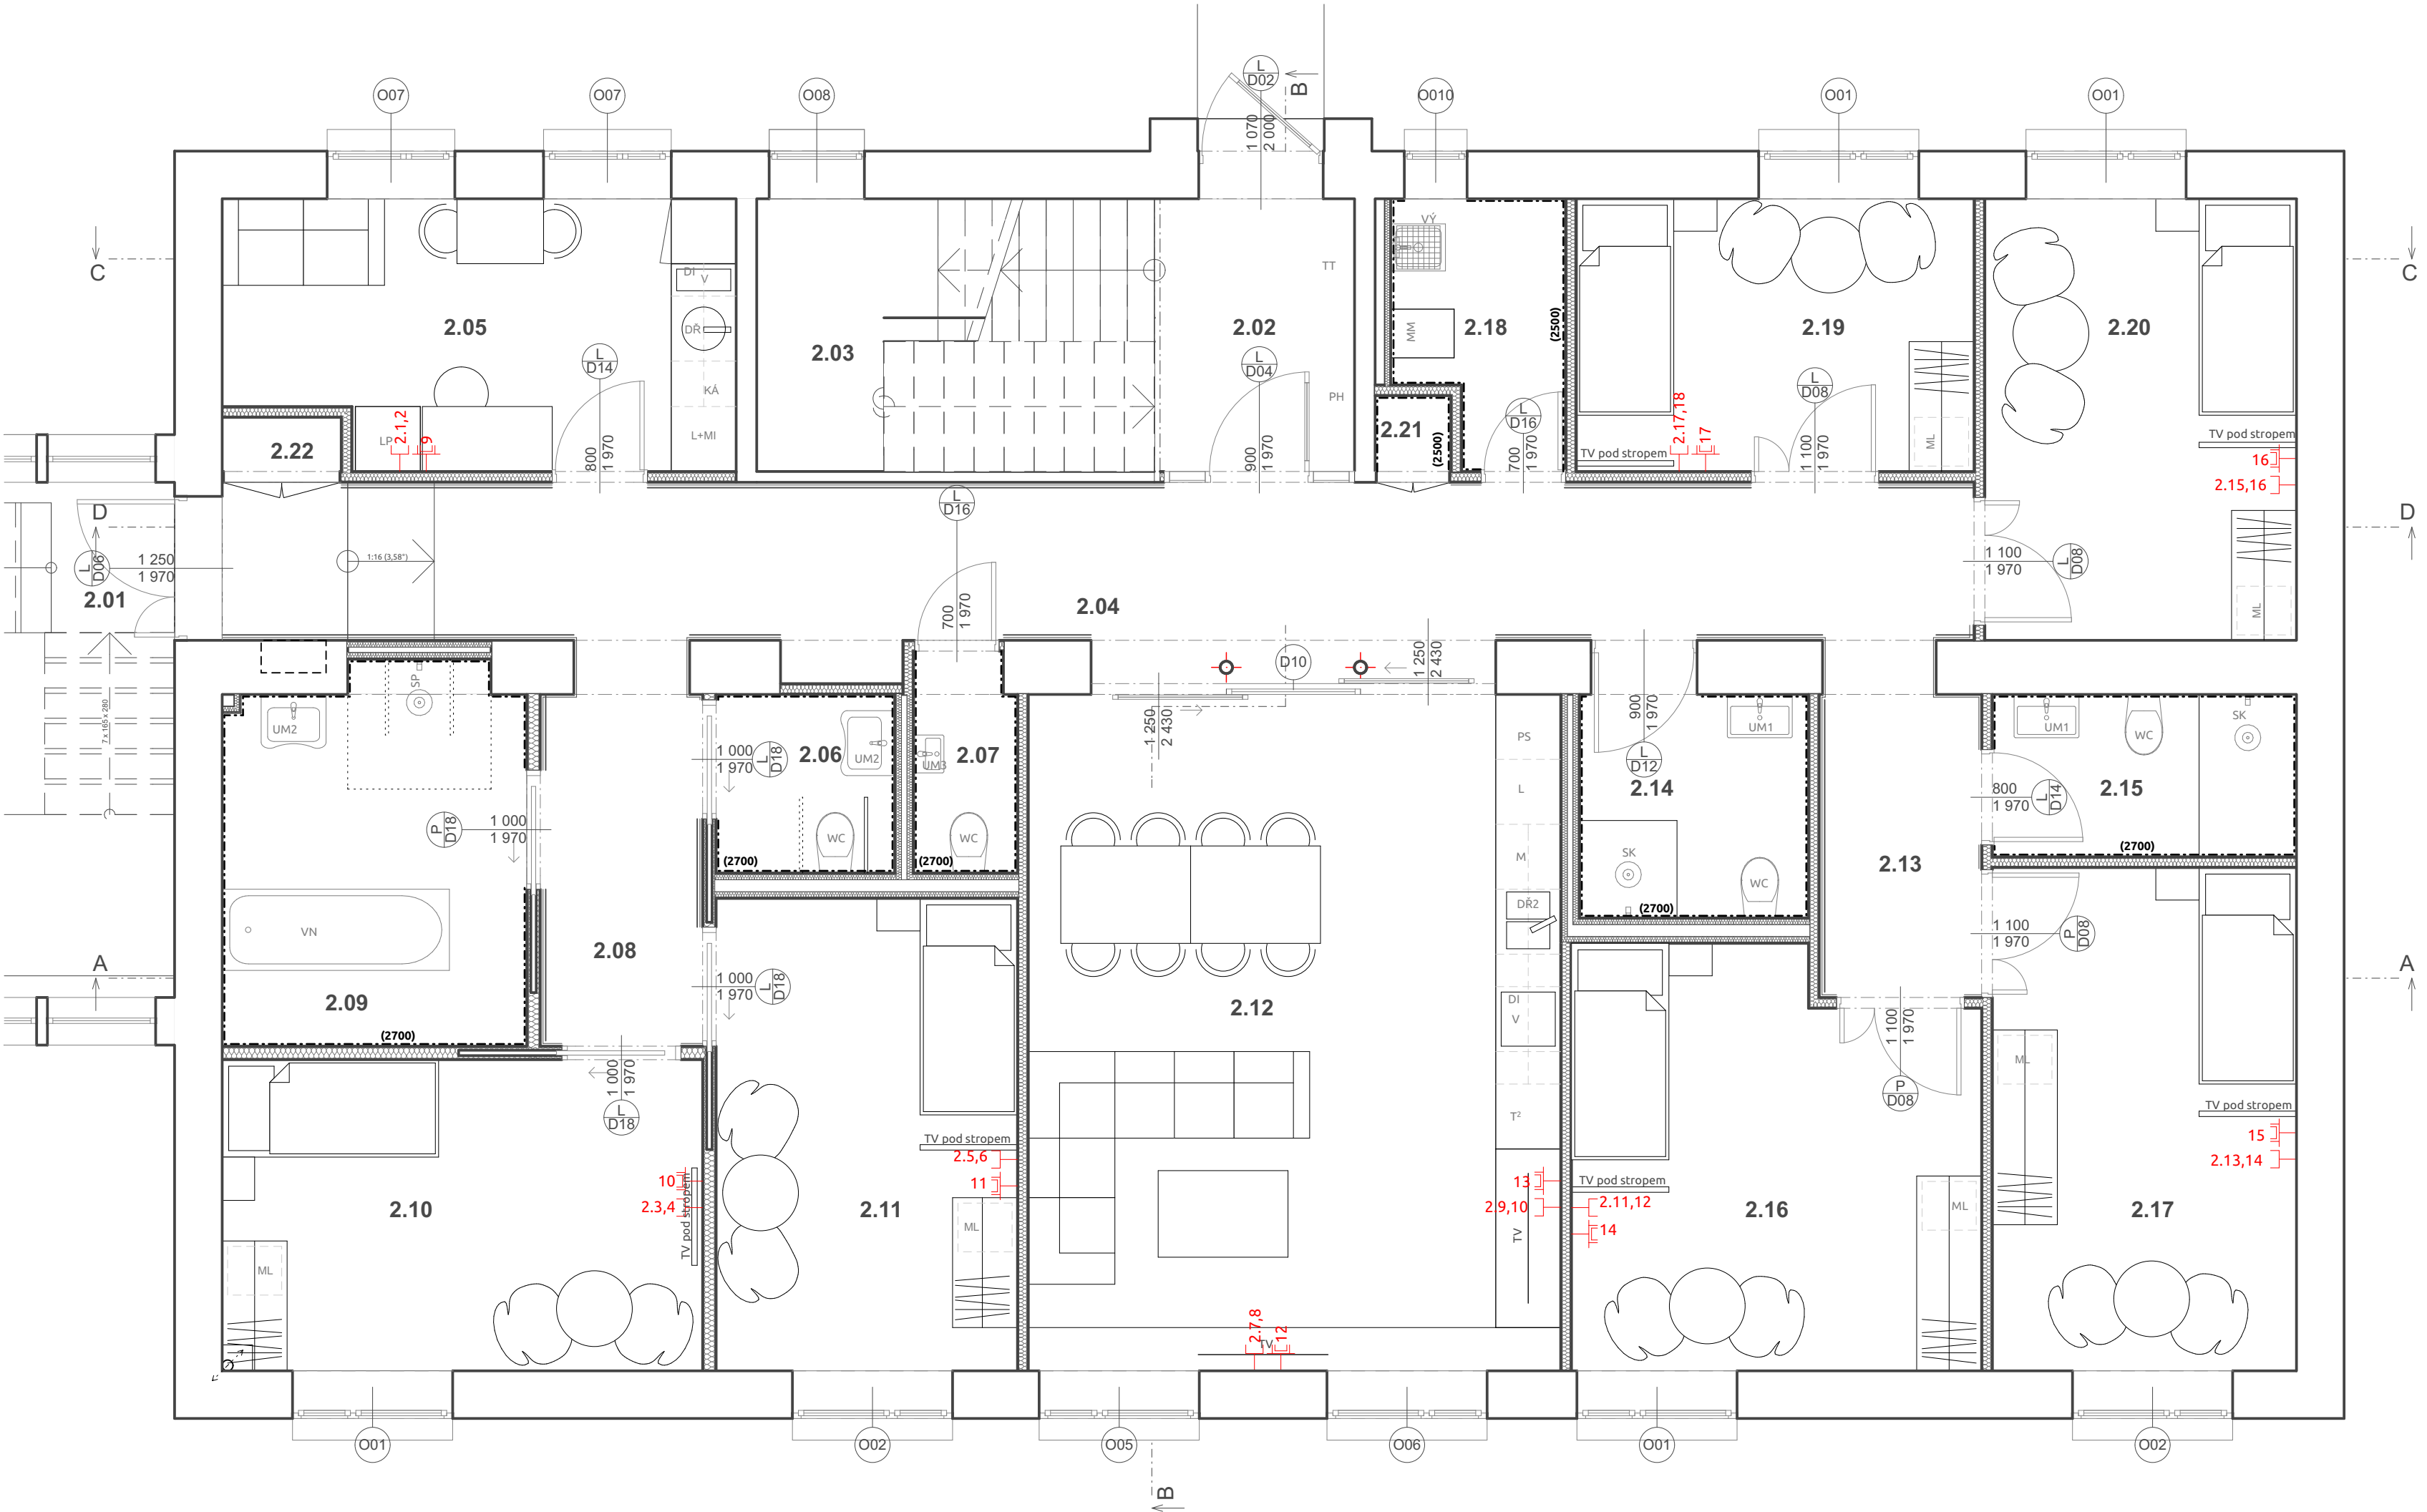 L
D02
B
O07
O07
O08
O010
O01
O01
1 070
2 000
C
C
2.05
DI
V
DŘ
KÁ
L+MI
L
D14
800
1 970
LP
2.1,2
9
2.22
2.03
2.02
TT
PH
L
D04
900
1 970
VÝ
MM
2.18
(2500)
2.21
(2500)
L
D16
700
1 970
2.19
TV pod stropem
2.17,18
17
L
D08
1 100
1 970
ML
2.20
TV pod stropem
16
2.15,16
ML
D
D
L
D06
1 250
1 970
2.01
1:16 (3,58°)
L
D16
700
1 970
2.04
1 100
1 970
L
D08
7 x 165 x 280
UM2
SP
1 000
1 970
L
D18
2.06
UM2
WC
(2700)
2.07
UM3
WC
(2700)
D10
1 250
2 430
1 250
2 430
PS
L
M
DŘ2
DI
V
T²
900
1 970
L
D12
UM1
2.14
SK
WC
(2700)
UM1
WC
SK
800
1 970
L
D14
2.15
(2700)
P
D18
1 000
1 970
VN
2.09
(2700)
2.08
1 000
1 970
L
D18
2.13
1 100
1 970
P
D08
A
A
2.12
1 000
1 970
L
D18
1 100
1 970
P
D08
ML
TV pod stropem
2.5,6
11
10
2.3,4
TV pod stropem
2.10
2.11
ML
ML
13
2.9,10
TV
TV pod stropem
2.11,12
14
2.16
ML
TV pod stropem
15
2.13,14
2.17
2.7,8
TV
12
O01
O02
O05
O06
O01
O02
B